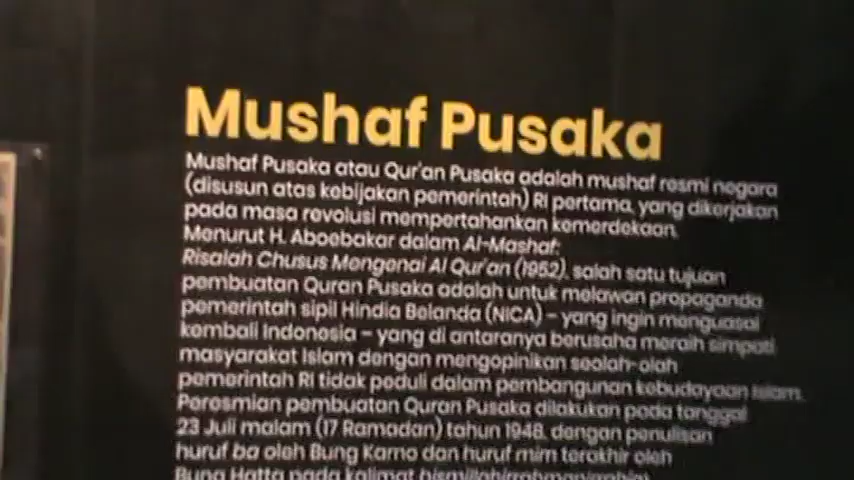 Mushaf Pusaka
Mushaf Pusaka atau Qur'an Pusaka adalah mushaf resmi negara
(disusun atas kebijakan pemerintah) RI pertama, yang dikerjakan
pada masa revolusi mempertahankan kemerdekaan.
Menurut H. Aboebakar dalam Al-Mashaf:
Risalah Chusus Mengenai Al Qur'an (1952), salah satu tujuan
pembuatan Quran Pusaka adalah untuk melawan propaganda
pemerintah sipil Hindia Belanda (NICA) – yang ingin menguasai
kembali Indonesia – yang di antaranya berusaha meraih simpati
masyarakat Islam dengan mengopinikan seolah-olah
pemerintah RI tidak peduli dalam pembangunan kebudayaan Islam.
Peresmian pembuatan Quran Pusaka dilakukan pada tanggal
23 Juli malam (17 Ramadan) tahun 1948, dengan penulisan
huruf ba oleh Bung Karno dan huruf mim terakhir oleh
Bung Hatta pada kalimat